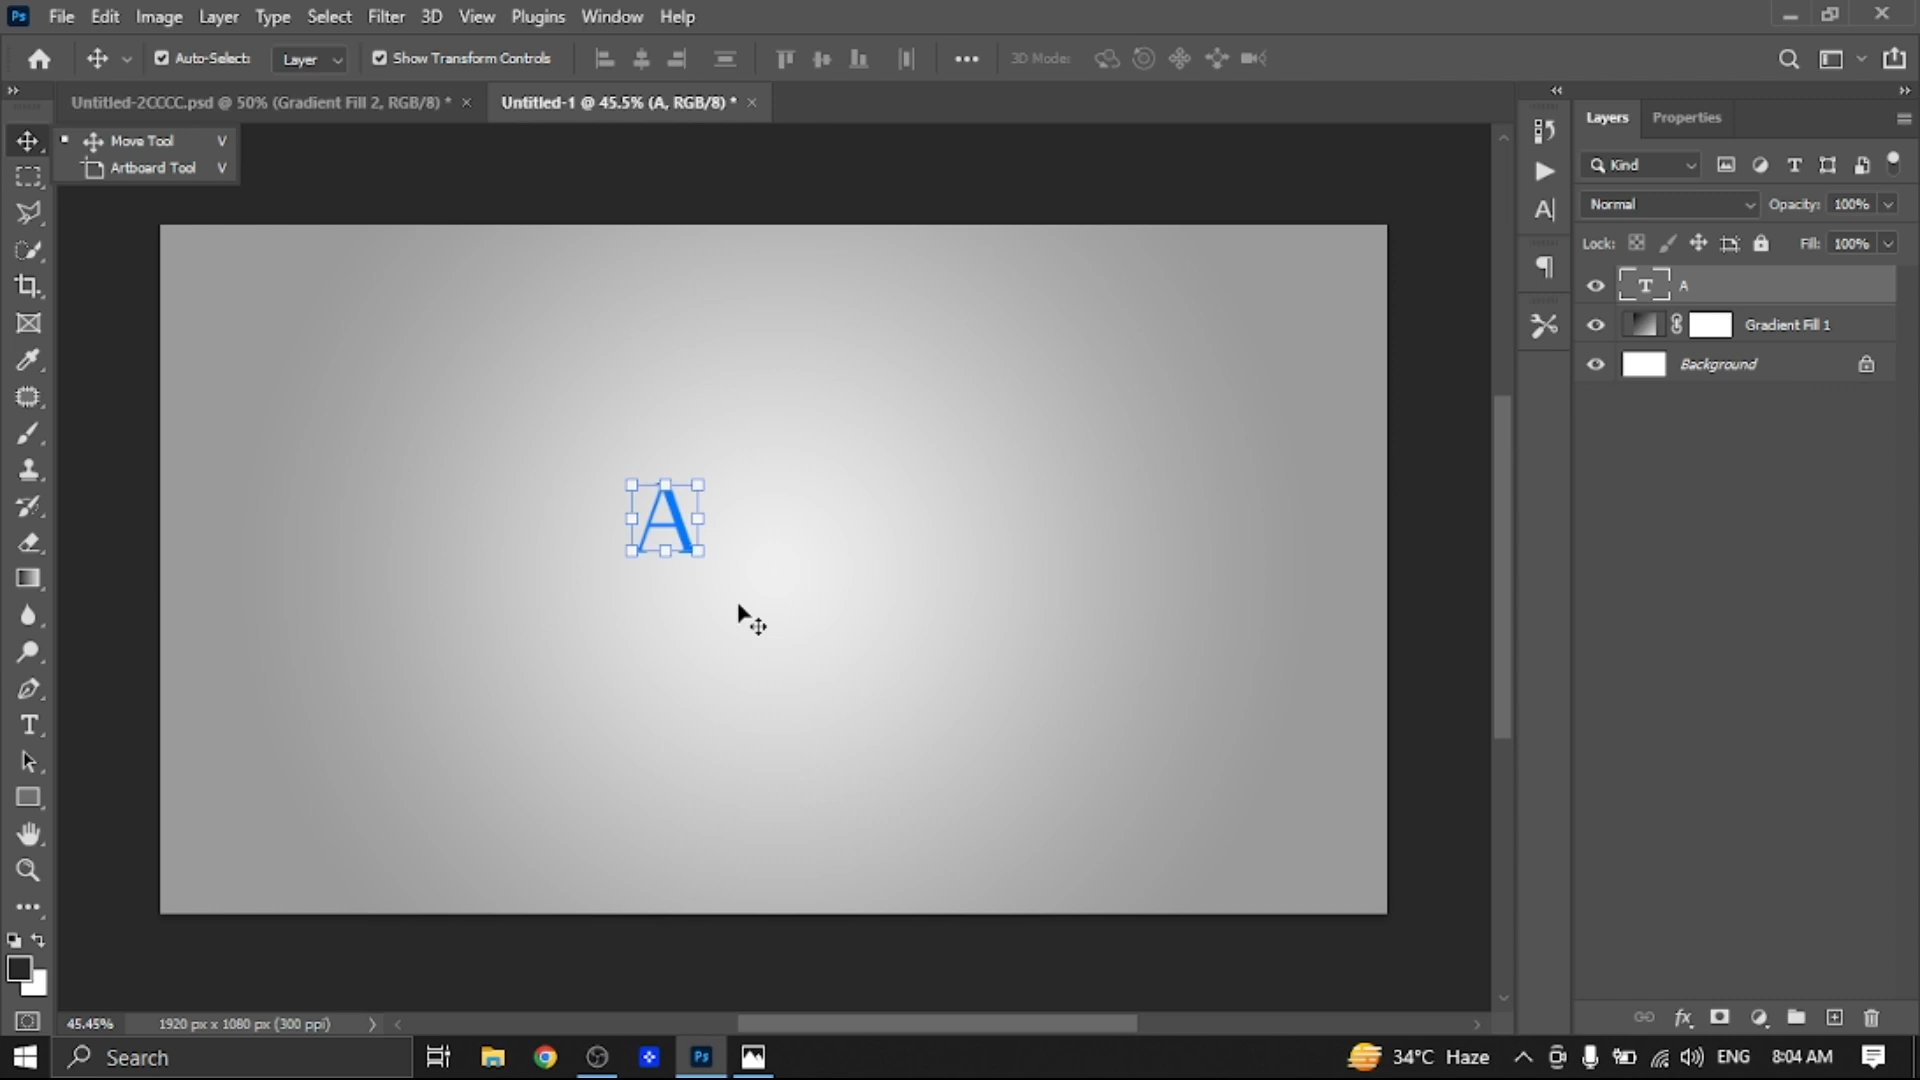 Ps File Edit Image Layer Type Select Filter 3D View Plugins Window Help
Auto-Select: Layer Show Transform Controls 3D Mode:
Untitled-2CCCC.psd @ 50% (Gradient Fill 2, RGB/8) * × Untitled-1 @ 45.5% (A, RGB/8) * ×
Move Tool V
Artboard Tool V
Layers Properties
Kind
Normal Opacity: 100%
Lock: Fill: 100%
T A
Gradient Fill 1
Background
A
45.45% 1920 px x 1080 px (300 ppi)
Search Ps 34°C Haze ENG 8:04 AM